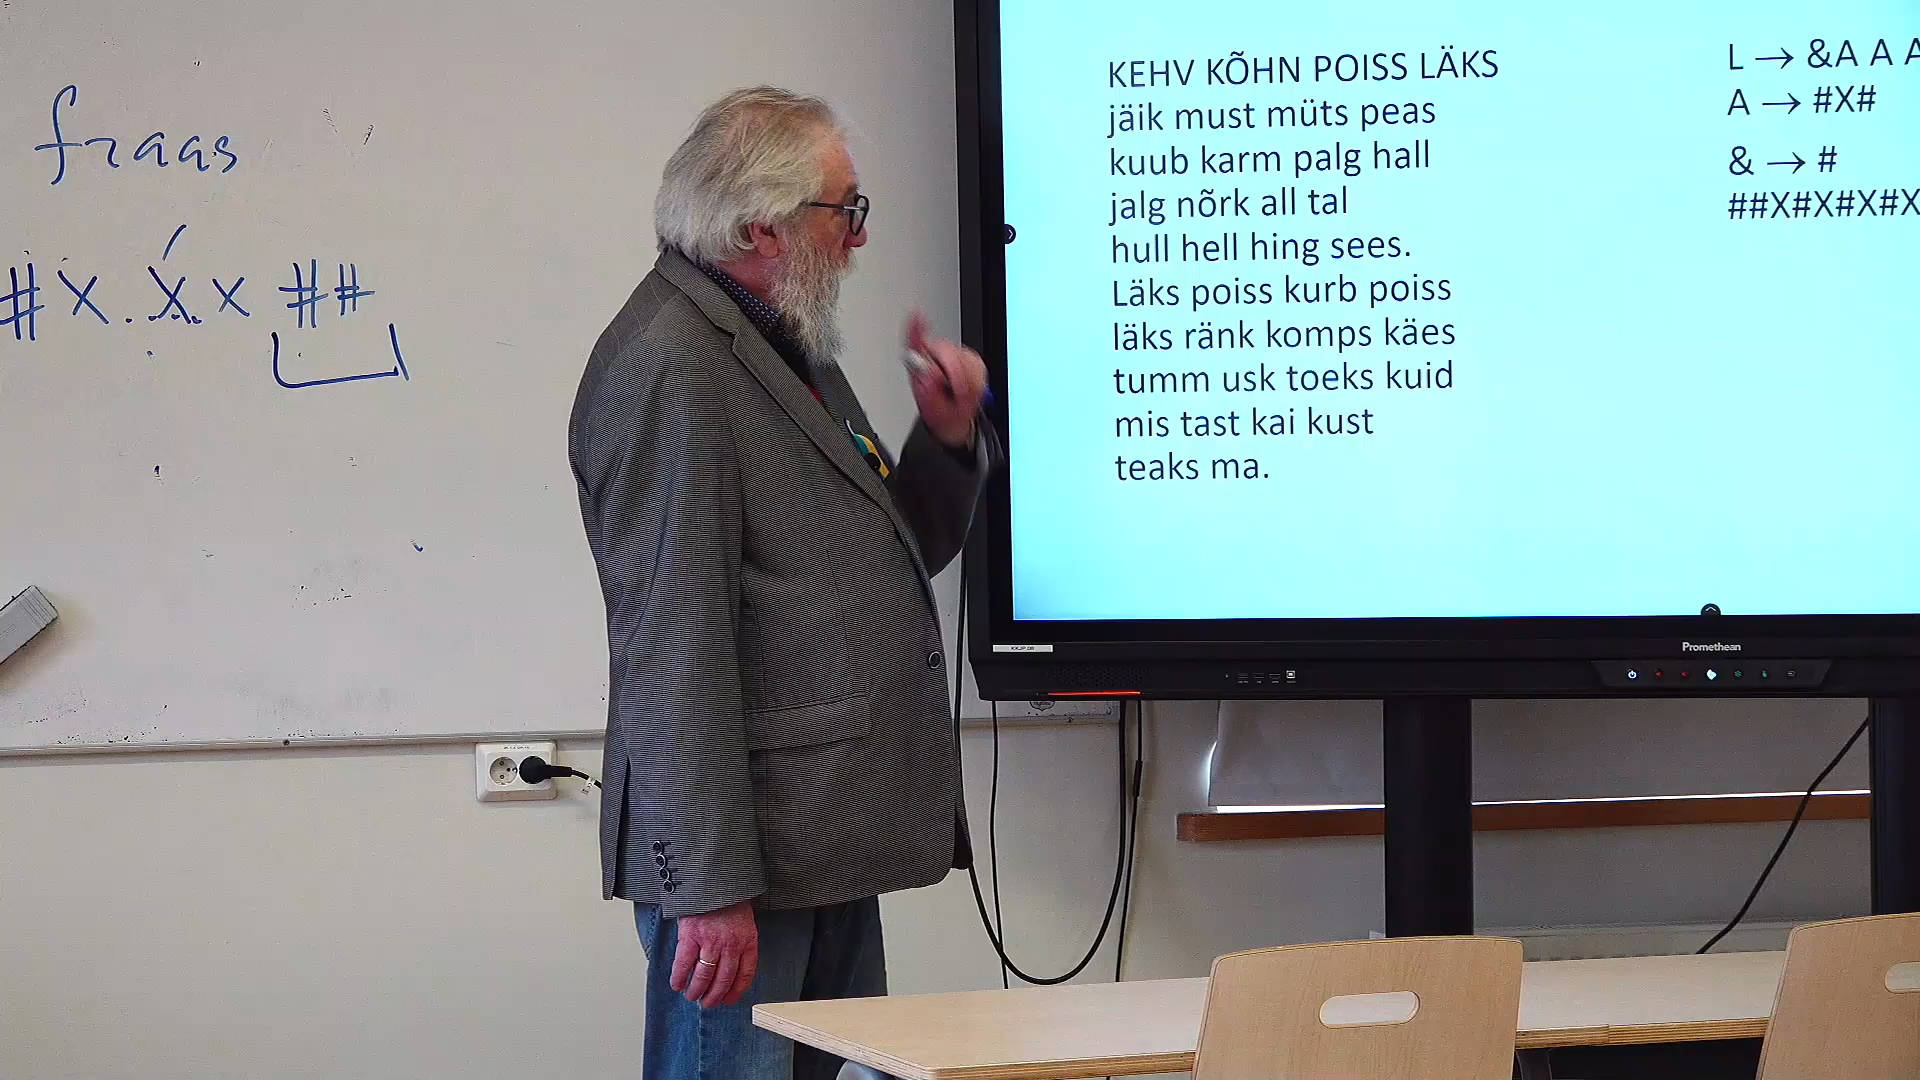 fraas
# X . X́ X ##
KEHV KÕHN POISS LÄKS
jäik must müts peas
kuub karm palg hall
jalg nõrk all tal
hull hell hing sees.
Läks poiss kurb poiss
läks ränk komps käes
tumm usk toeks kuid
mis tast kai kust
teaks ma.
L → &A A A
A → #X#
& → #
##X#X#X#X
Promethean